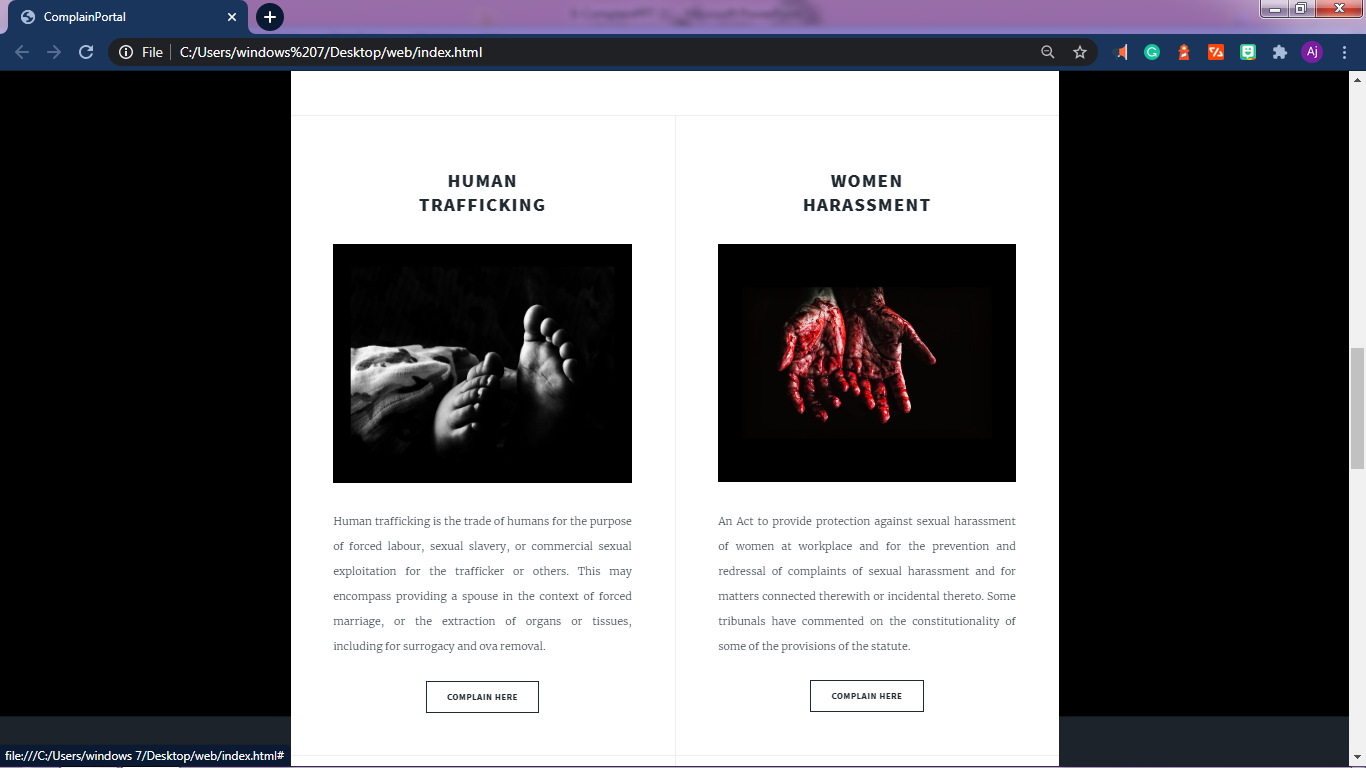 ComplainPortal
File
C:/Users/windows%207/Desktop/web/index.html
Aj
HUMAN
TRAFFICKING
Human trafficking is the trade of humans for the purpose
of forced labour, sexual slavery, or commercial sexual
exploitation for the trafficker or others. This may
encompass providing a spouse in the context of forced
marriage, or the extraction of organs or tissues,
including for surrogacy and ova removal.
COMPLAIN HERE
WOMEN
HARASSMENT
An Act to provide protection against sexual harassment
of women at workplace and for the prevention and
redressal of complaints of sexual harassment and for
matters connected therewith or incidental thereto. Some
tribunals have commented on the constitutionality of
some of the provisions of the statute.
COMPLAIN HERE
file:///C:/Users/windows 7/Desktop/web/index.html#